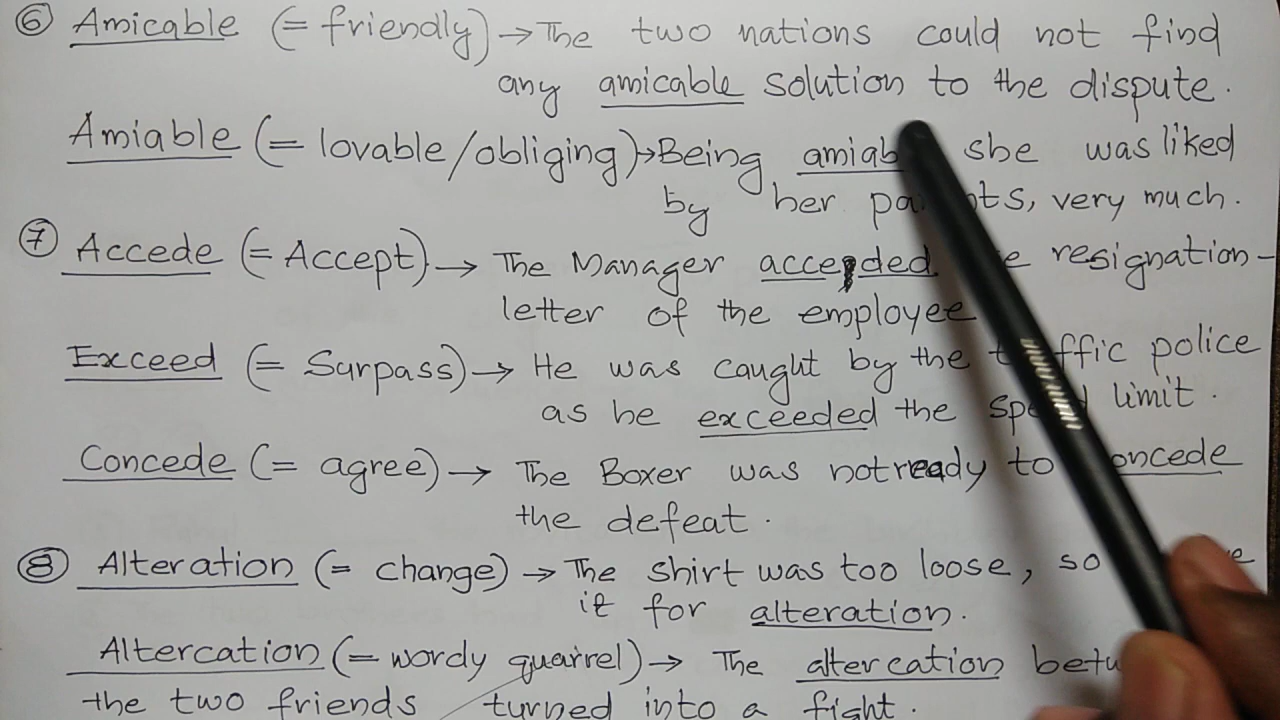 ⑥ Amicable (= friendly) → The two nations could not find
any amicable solution to the dispute.
Amiable (= lovable/obliging) → Being she was liked
by her very much.
⑦ Accede (= Accept) → The Manager acceded resignation-
letter of the employee
Exceed (= Surpass) → He was caught by the police
as he exceeded the limit.
Concede (= agree) → The Boxer was not ready to
the defeat.
⑧ Alteration (= change) → The shirt was too loose, so
it for alteration.
Altercation (= wordy quarrel) → The altercation
the two friends turned into a fight.